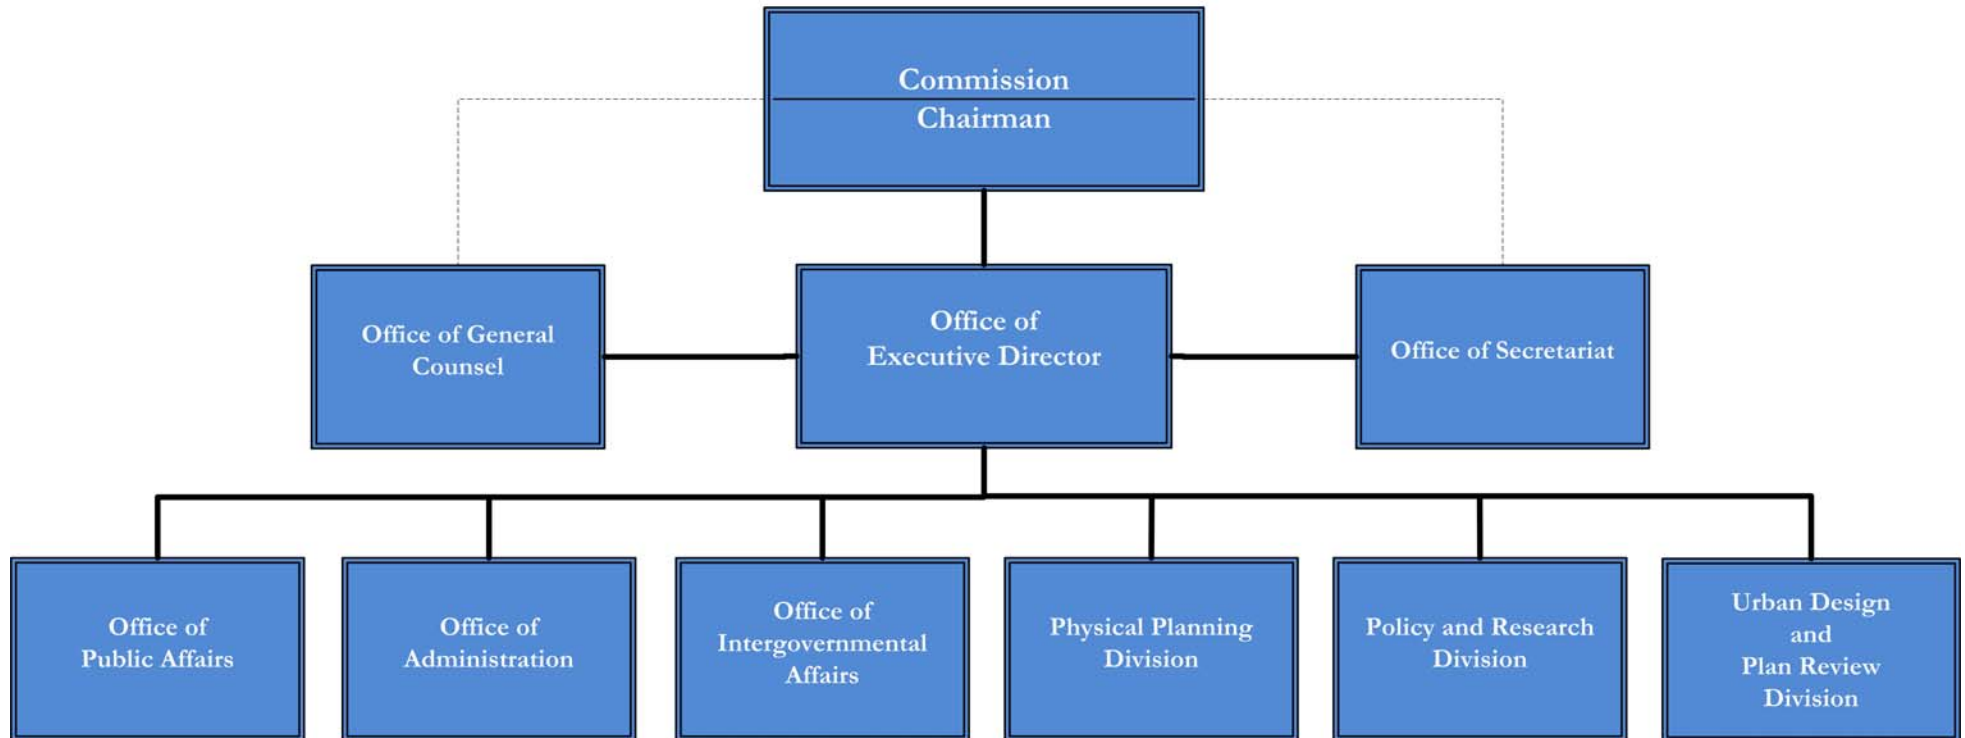 Commission
Chairman
Office of General
Counsel
Office of
Executive Director
Office of Secretariat
Office of
Public Affairs
Office of
Administration
Office of
Intergovernmental
Affairs
Physical Planning
Division
Policy and Research
Division
Urban Design
and
Plan Review
Division